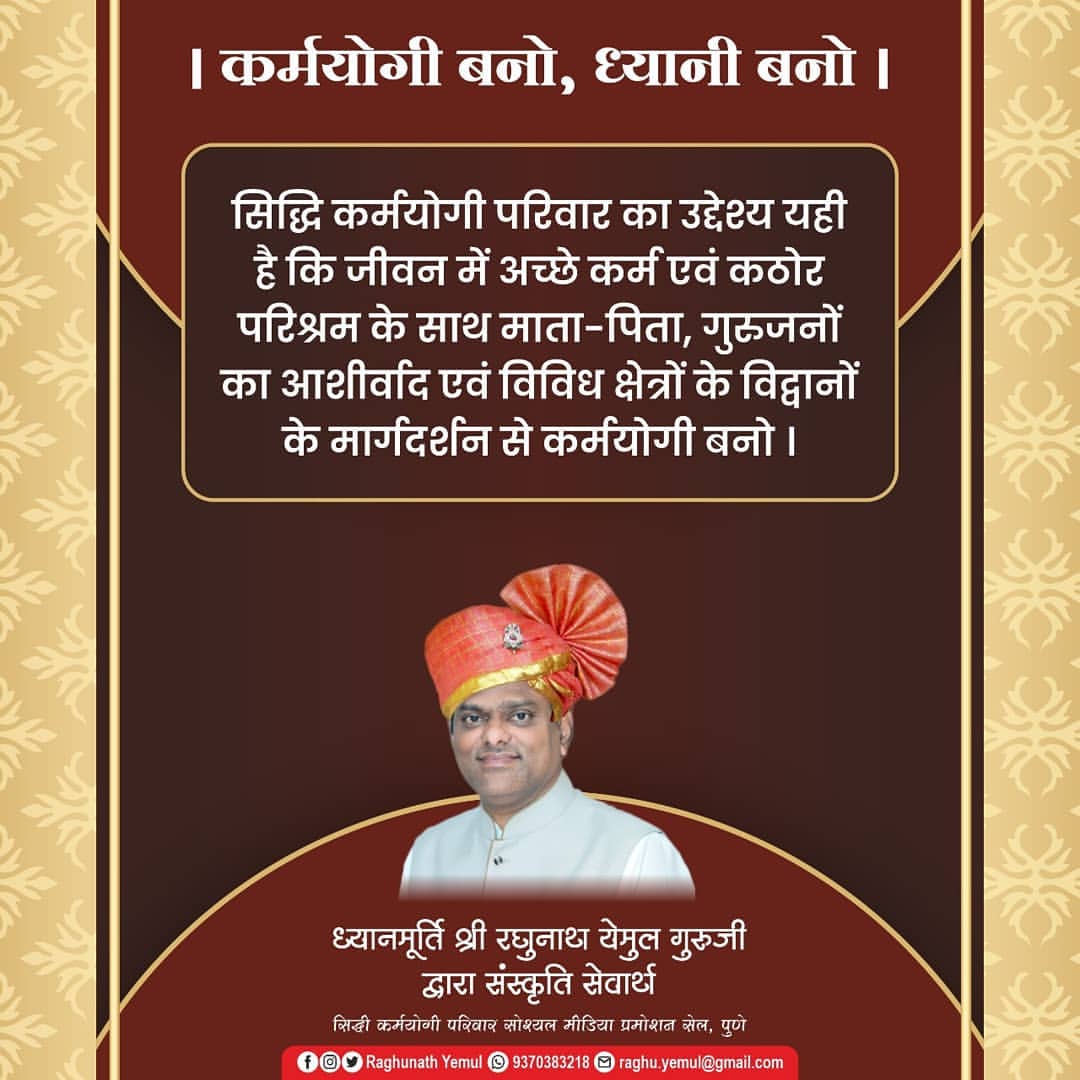 । कर्मयोगी बनो, ध्यानी बनो ।
सिद्धि कर्मयोगी परिवार का उद्देश्य यही
है कि जीवन में अच्छे कर्म एवं कठोर
परिश्रम के साथ माता-पिता, गुरुजनों
का आशीर्वाद एवं विविध क्षेत्रों के विद्वानों
के मार्गदर्शन से कर्मयोगी बनो ।
ध्यानमूर्ति श्री रघुनाथ येमुल गुरुजी
द्वारा संस्कृति सेवार्थ
सिद्धी कर्मयोगी परिवार सोश्यल मीडिया प्रमोशन सेल, पुणे
Raghunath Yemul 9370383218 raghu.yemul@gmail.com